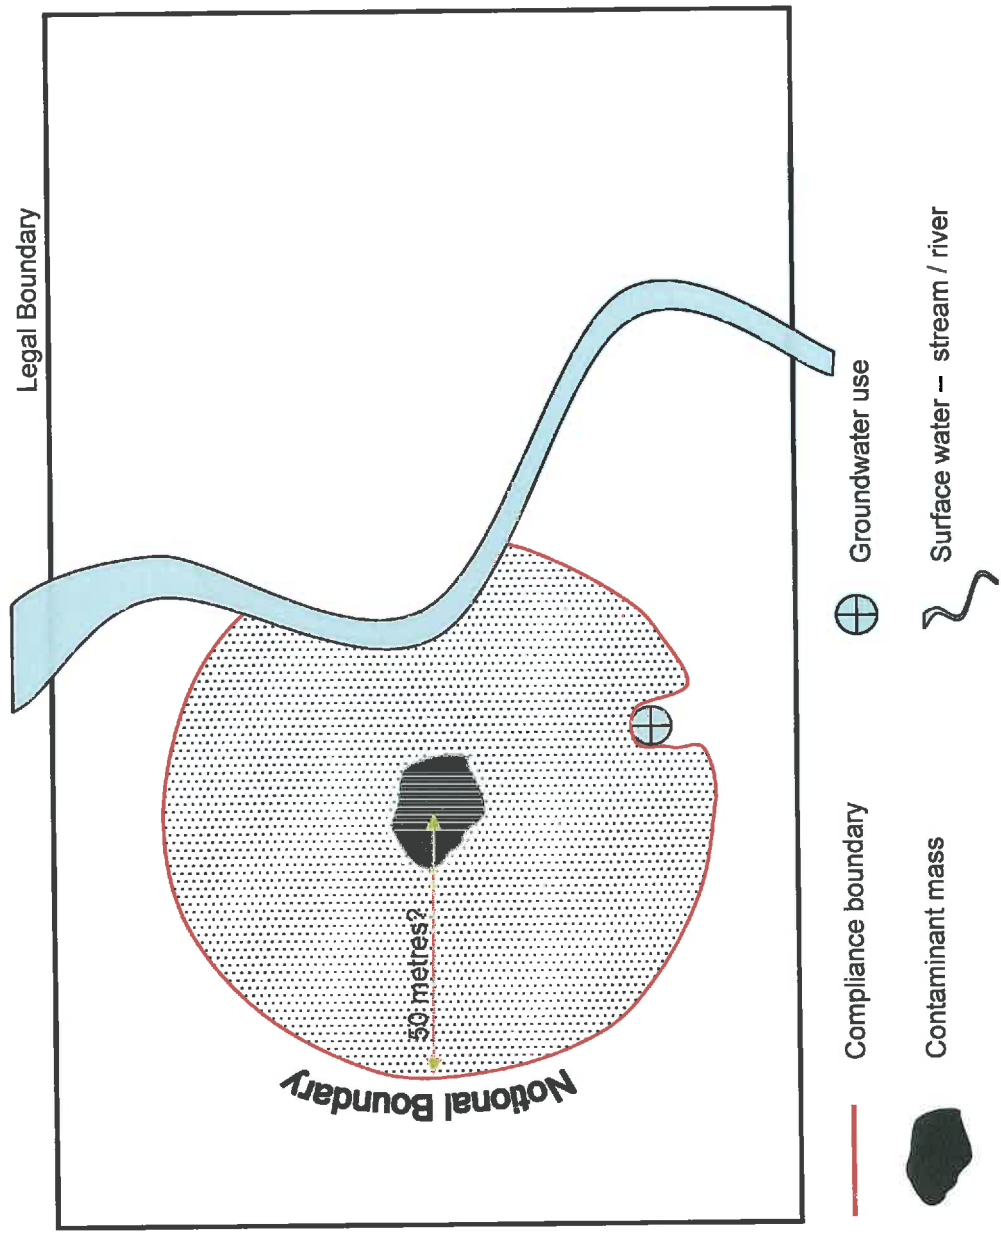 Legal Boundary
50 metres?
Notional Boundary
Compliance boundary
Groundwater use
Contaminant mass
Surface water – stream / river